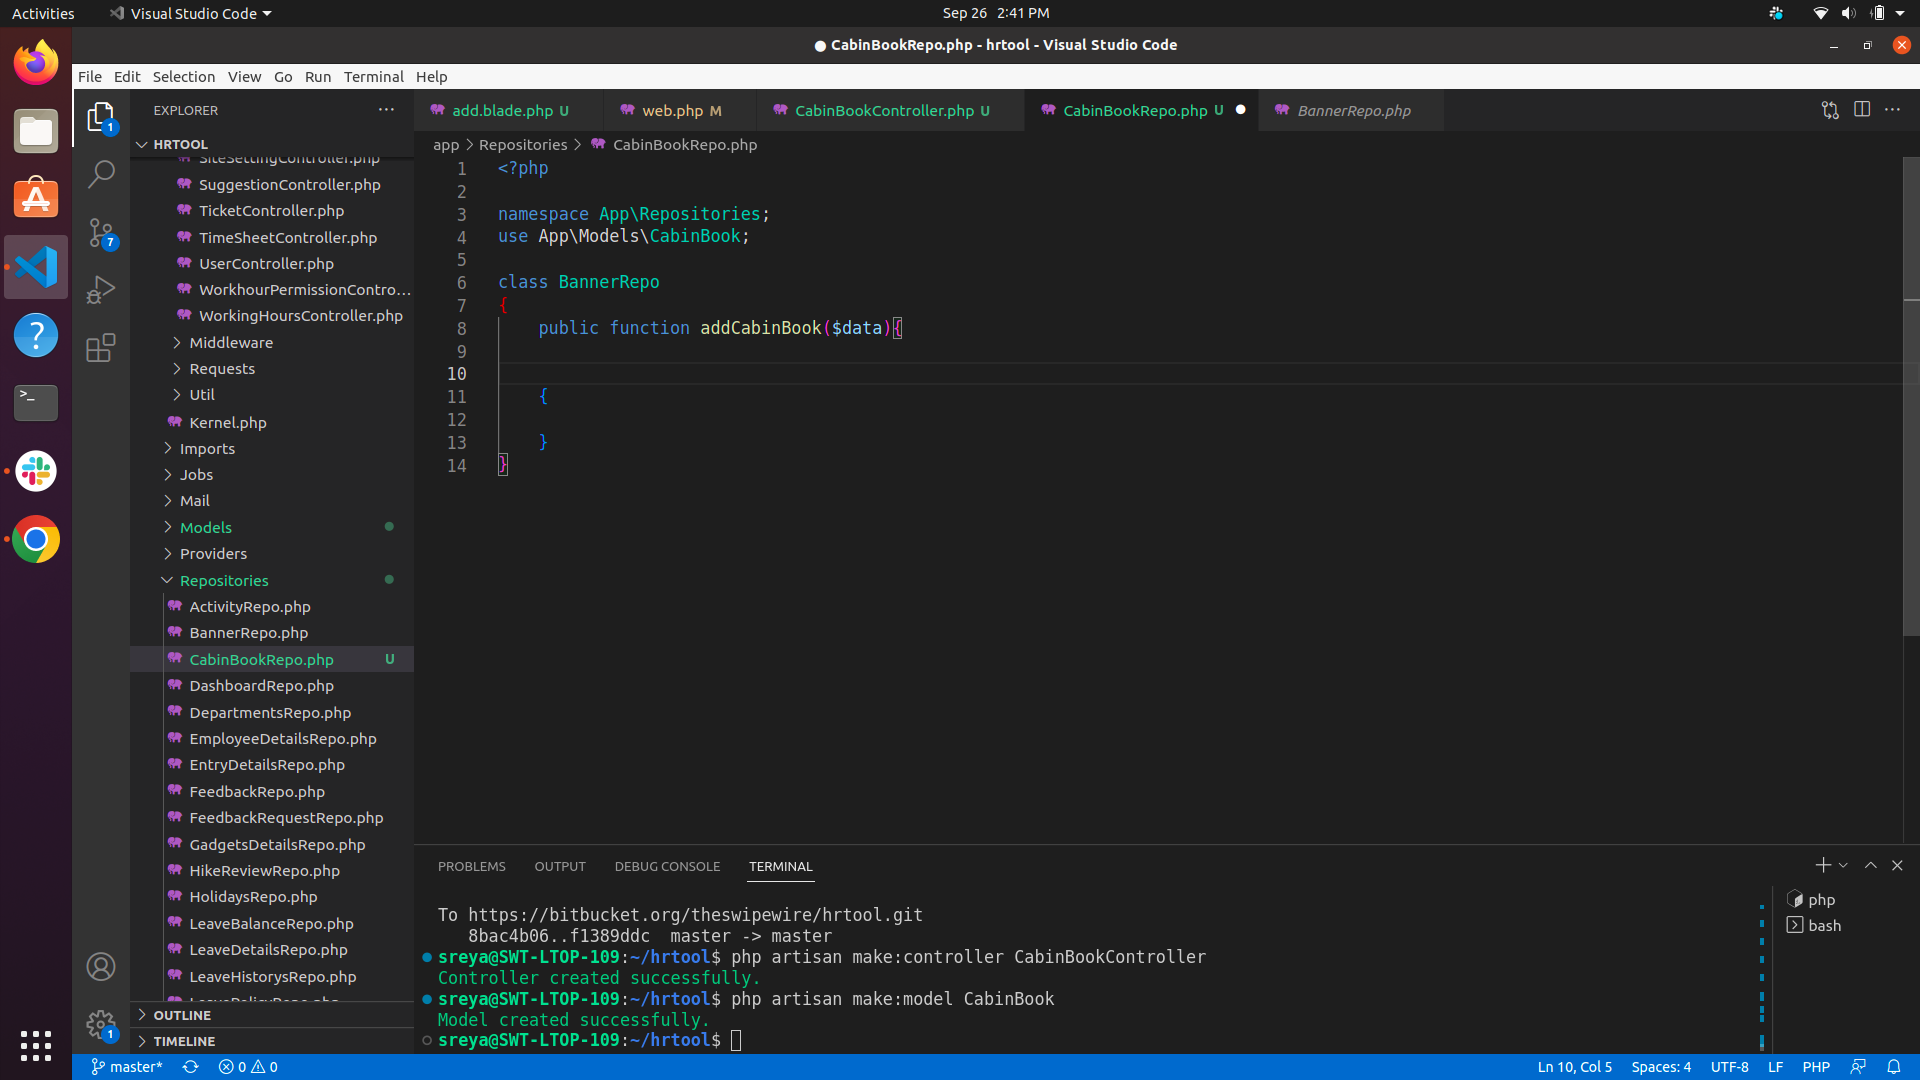 Activities
Visual Studio Code
Sep 26 2:41 PM
● CabinBookRepo.php - hrtool - Visual Studio Code
File Edit Selection View Go Run Terminal Help
EXPLORER
HRTOOL
SiteSettingController.php
SuggestionController.php
TicketController.php
TimeSheetController.php
UserController.php
WorkhourPermissionContro...
WorkingHoursController.php
Middleware
Requests
Util
Kernel.php
Imports
Jobs
Mail
Models
Providers
Repositories
ActivityRepo.php
BannerRepo.php
CabinBookRepo.php U
DashboardRepo.php
DepartmentsRepo.php
EmployeeDetailsRepo.php
EntryDetailsRepo.php
FeedbackRepo.php
FeedbackRequestRepo.php
GadgetsDetailsRepo.php
HikeReviewRepo.php
HolidaysRepo.php
LeaveBalanceRepo.php
LeaveDetailsRepo.php
LeaveHistorysRepo.php
LeavePolicyRepo.php
OUTLINE
TIMELINE
1
7
1
add.blade.php U
web.php M
CabinBookController.php U
CabinBookRepo.php U ●
BannerRepo.php
app > Repositories > CabinBookRepo.php
1 <?php
2
3 namespace App\Repositories;
4 use App\Models\CabinBook;
5
6 class BannerRepo
7 {
8 public function addCabinBook($data){
9
10
11 {
12
13 }
14 }
PROBLEMS OUTPUT DEBUG CONSOLE TERMINAL
To https://bitbucket.org/theswipewire/hrtool.git
8bac4b06..f1389ddc master -> master
sreya@SWT-LTOP-109:~/hrtool$ php artisan make:controller CabinBookController
Controller created successfully.
sreya@SWT-LTOP-109:~/hrtool$ php artisan make:model CabinBook
Model created successfully.
sreya@SWT-LTOP-109:~/hrtool$
php
bash
master* 0 0
Ln 10, Col 5 Spaces: 4 UTF-8 LF PHP